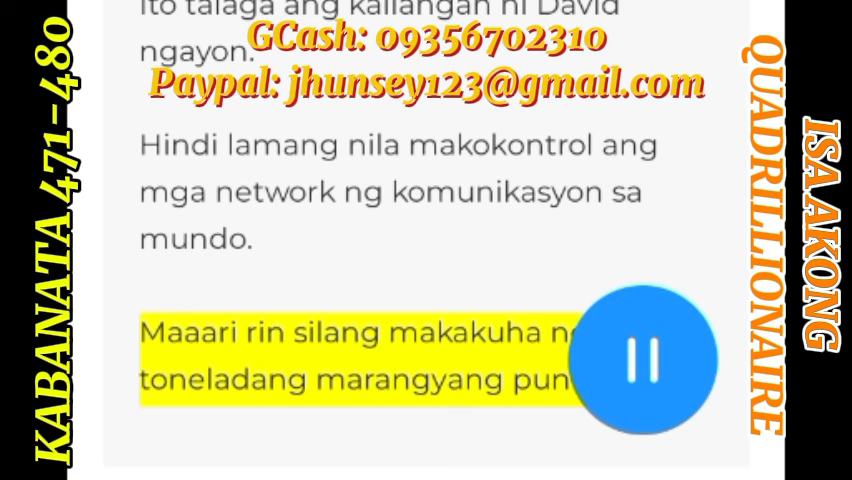 Ito talaga ang kailangan ni David
ngayon.
GCash: 09356702310
Paypal: jhunsey123@gmail.com
Hindi lamang nila makokontrol ang
mga network ng komunikasyon sa
mundo.
Maaari rin silang makakuha
toneladang marangyang
KABANATA 471-480
QUADRILLIONAIRE
ISA AKONG